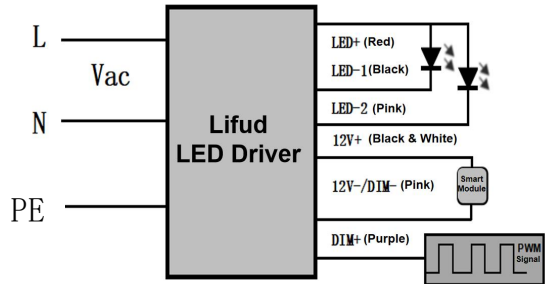 L
Vac
N
PE
Lifud
LED Driver
LED+ (Red)
LED-1 (Black)
LED-2 (Pink)
12V+ (Black & White)
12V-/DIM- (Pink)
DIM+ (Purple)
Smart
Module
PWM
Signal